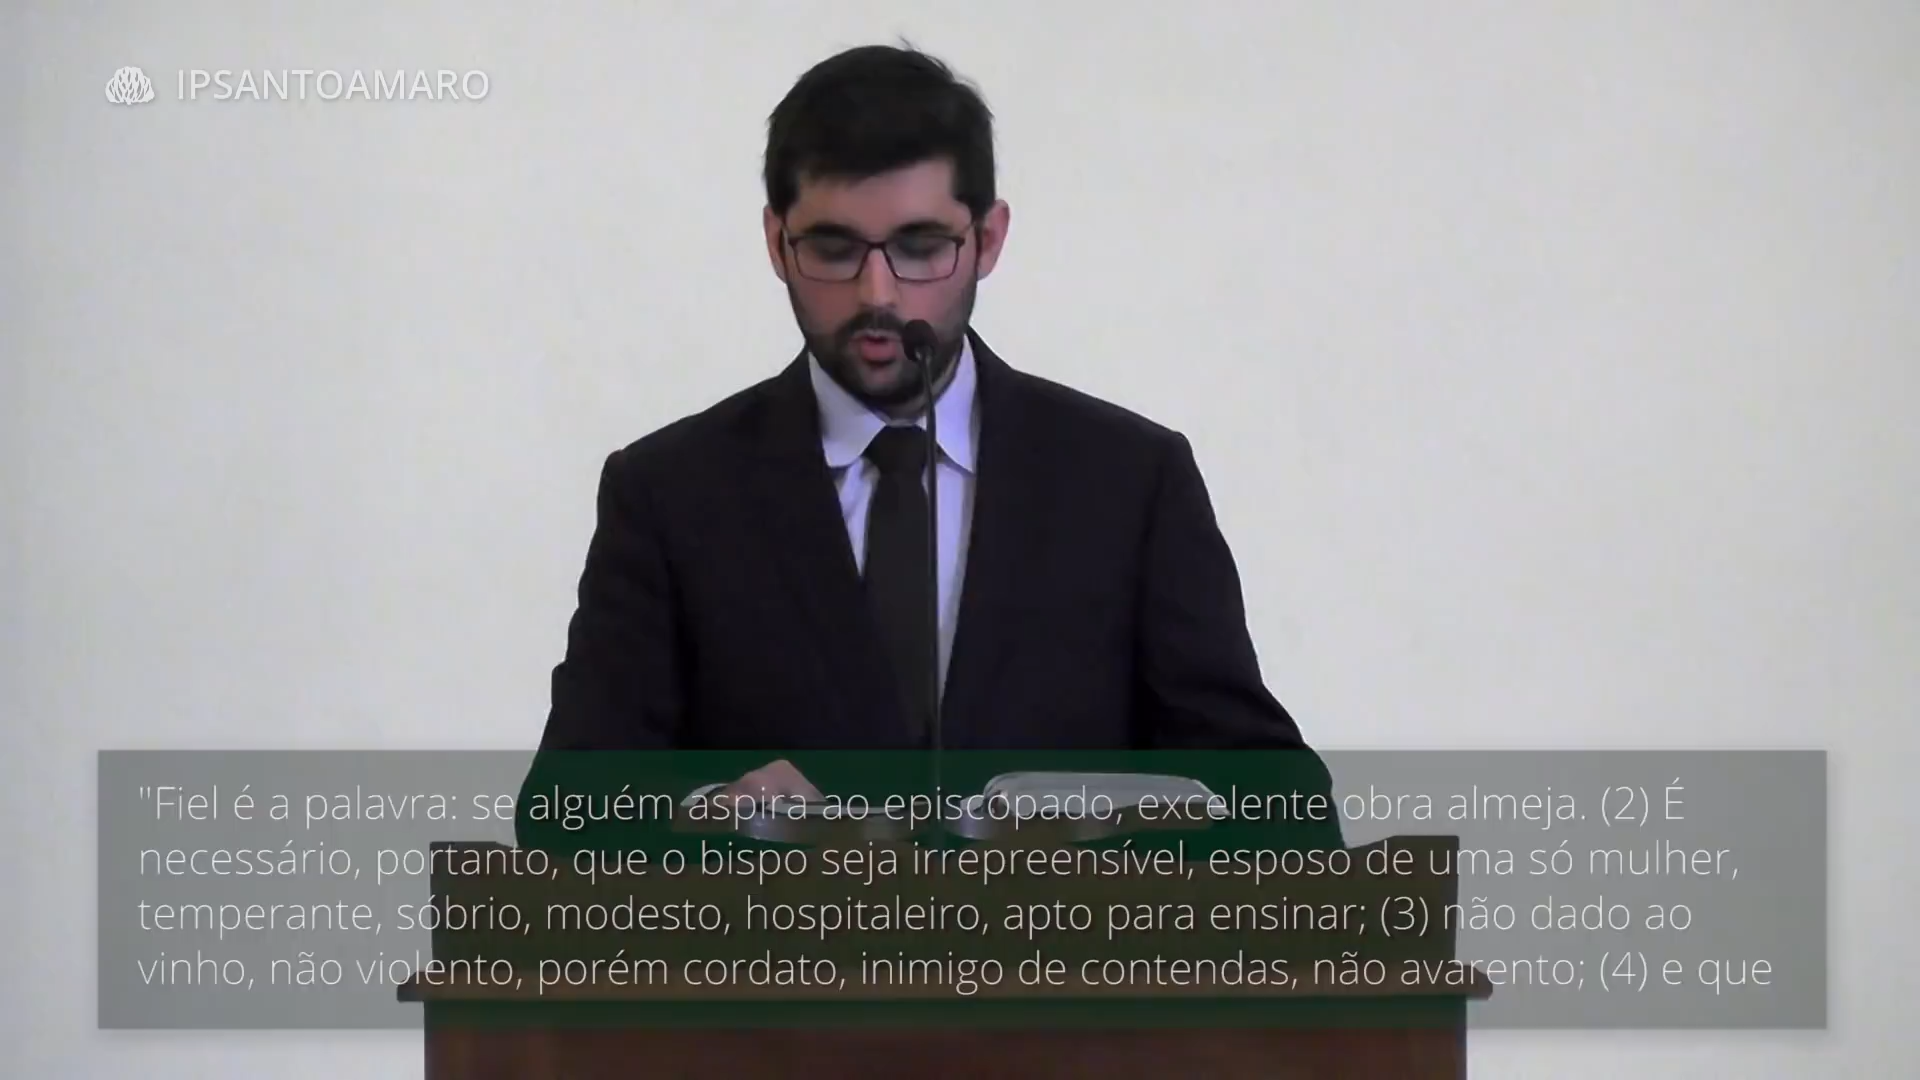 IPSANTOAMARO
"Fiel é a palavra: se alguém aspira ao episcopado, excelente obra almeja. (2) É
necessário, portanto, que o bispo seja irrepreensível, esposo de uma só mulher,
temperante, sóbrio, modesto, hospitaleiro, apto para ensinar; (3) não dado ao
vinho, não violento, porém cordato, inimigo de contendas, não avarento; (4) e que